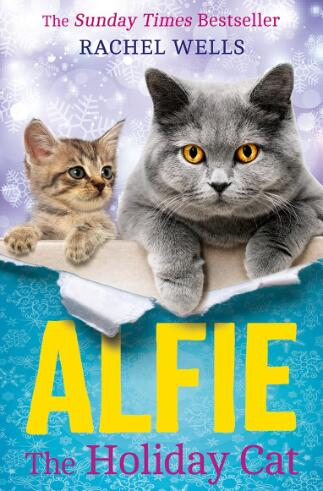 The Sunday Times Bestseller
RACHEL WELLS
ALFIE
The Holiday Cat